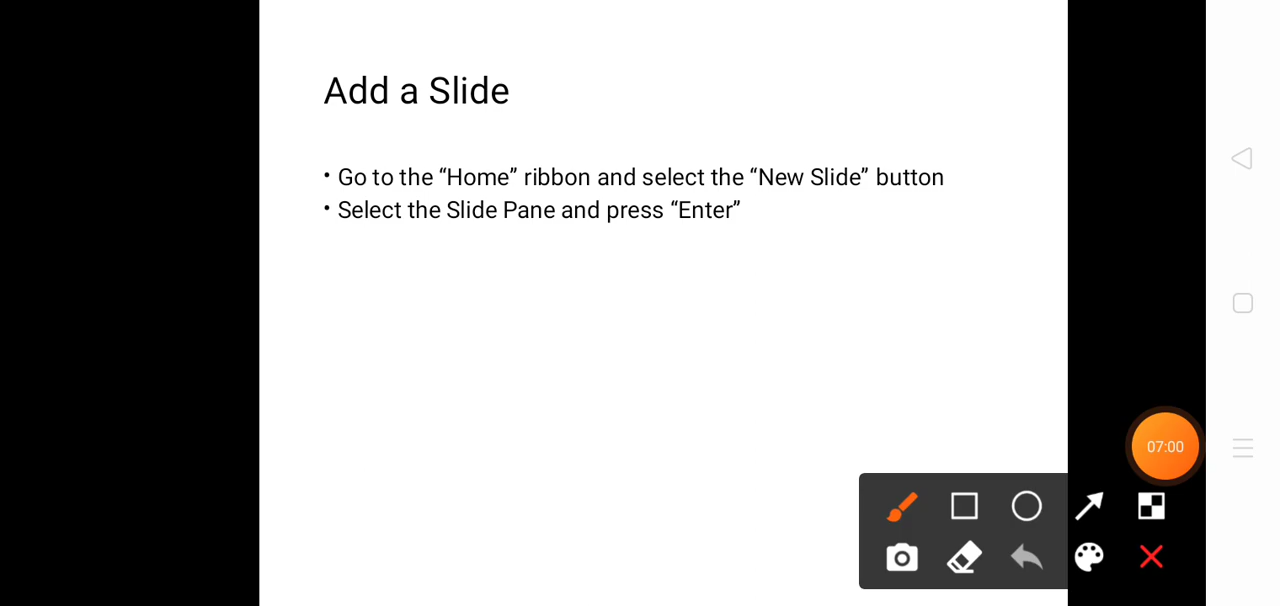 Add a Slide
• Go to the “Home” ribbon and select the “New Slide” button
• Select the Slide Pane and press “Enter”
07:00